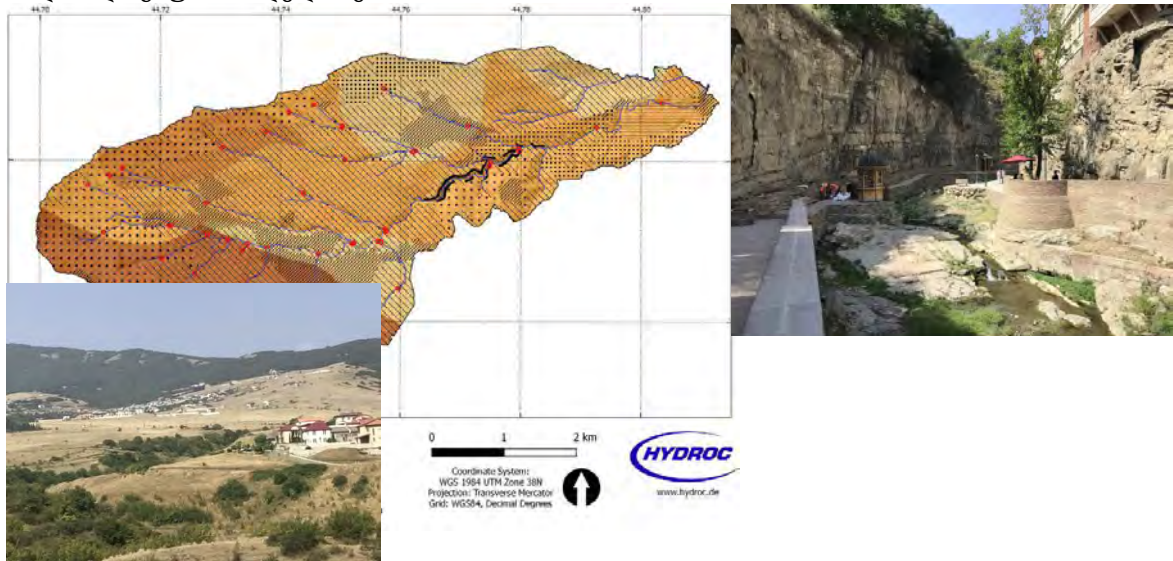 44.70 44.72 44.74 44.76 44.78 44.80
0 1 2 km
Coordinate System:
WGS 1984 UTM Zone 38N
Projection: Transverse Mercator
Grid: WGS84, Decimal Degrees
HYDROC
www.hydroc.de